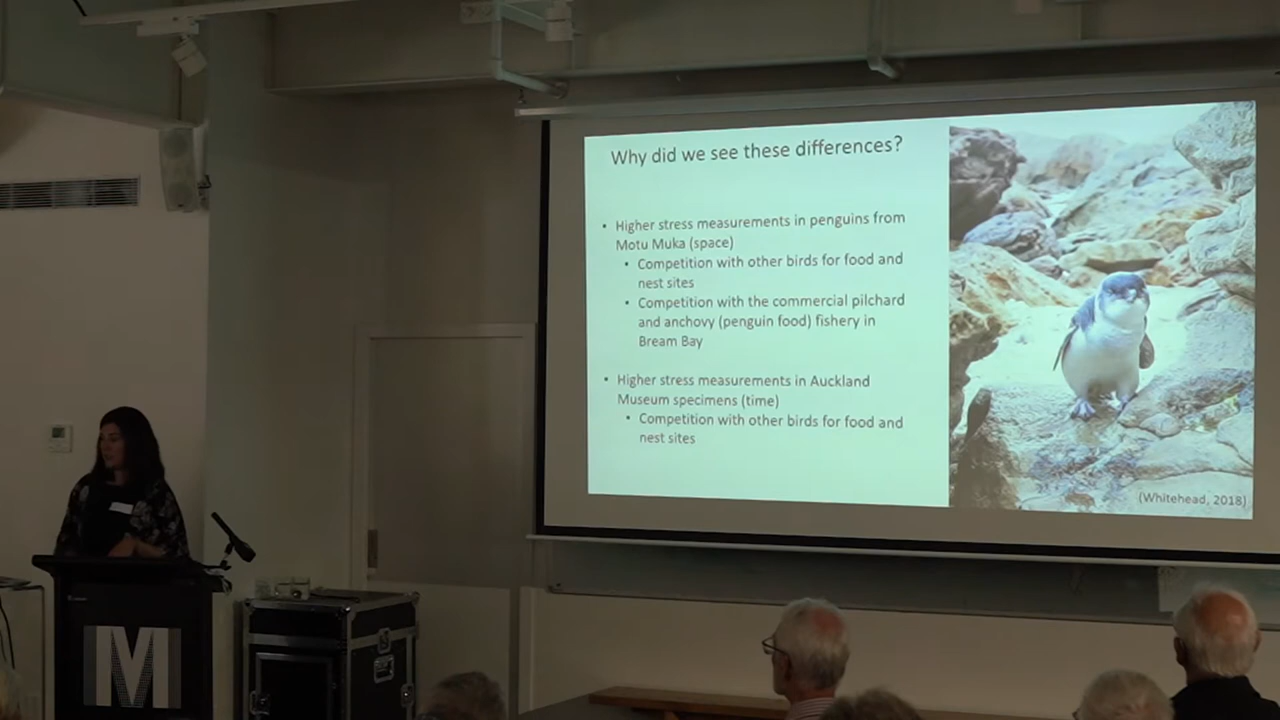 Why did we see these differences?
• Higher stress measurements in penguins from
Motu Muka (space)
• Competition with other birds for food and
nest sites
• Competition with the commercial pilchard
and anchovy (penguin food) fishery in
Bream Bay
• Higher stress measurements in Auckland
Museum specimens (time)
• Competition with other birds for food and
nest sites
(Whitehead, 2018)
M